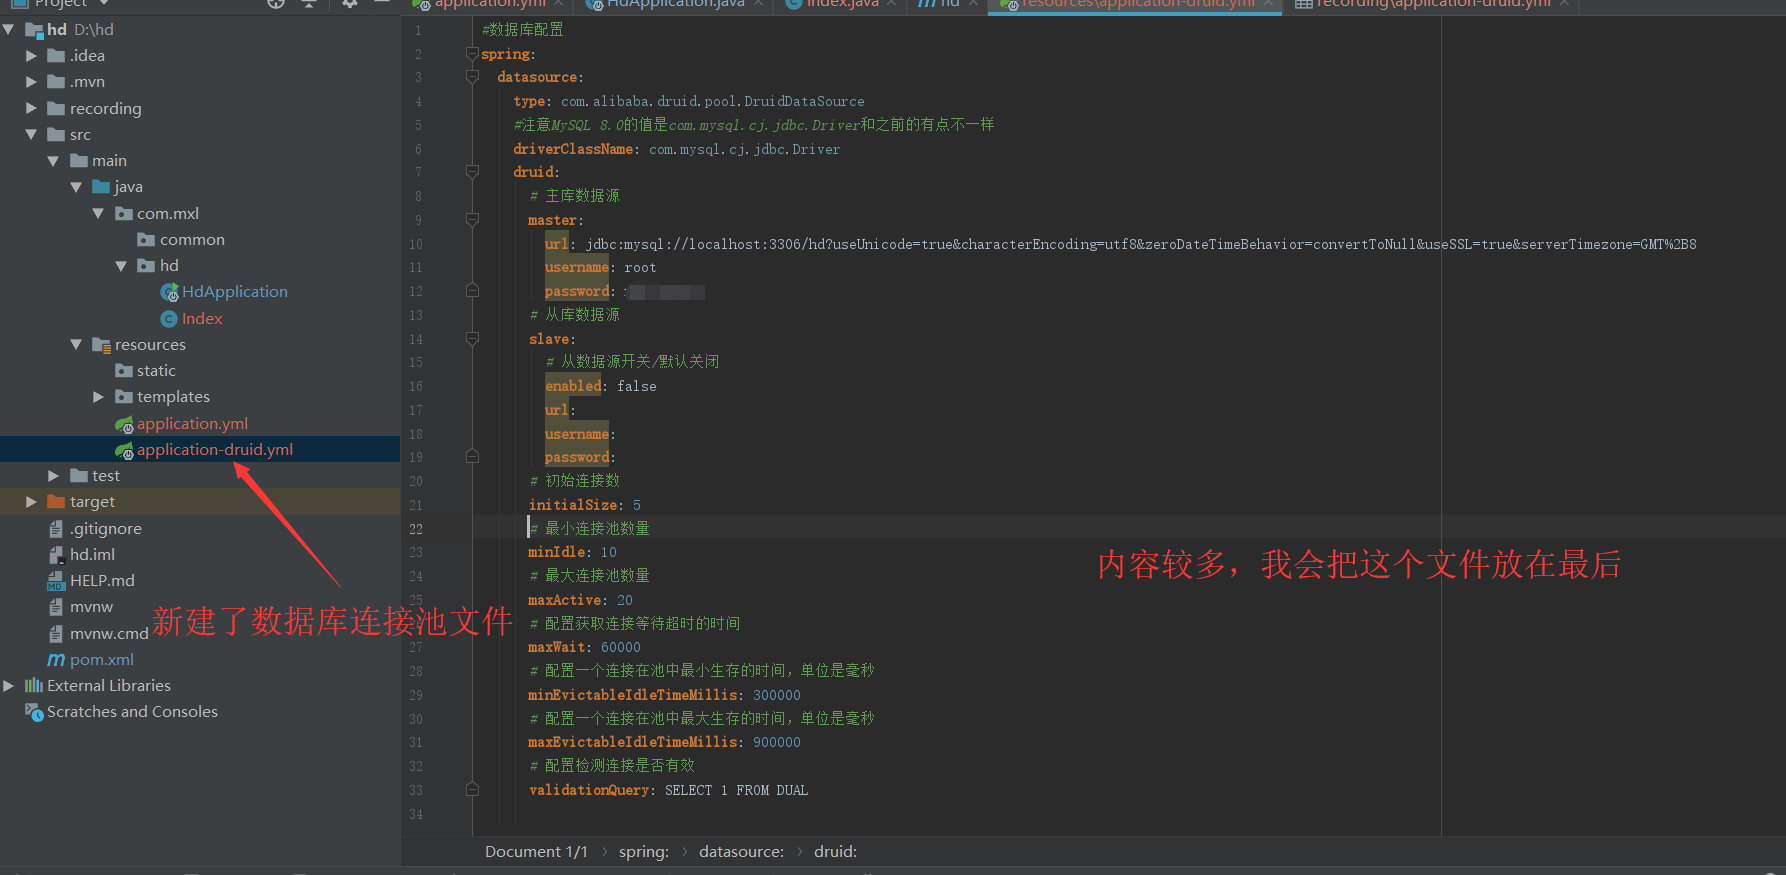 Project
application.yml
HdApplication.java
Index.java
hd
resources\application-druid.yml
recording\application-druid.yml
hd D:\hd
.idea
.mvn
recording
src
main
java
com.mxl
common
hd
HdApplication
Index
resources
static
templates
application.yml
application-druid.yml
test
target
.gitignore
hd.iml
HELP.md
mvnw
mvnw.cmd
pom.xml
External Libraries
Scratches and Consoles
新建了数据库连接池文件
1 #数据库配置
2 spring:
3 datasource:
4 type: com.alibaba.druid.pool.DruidDataSource
5 #注意MySQL 8.0的值是com.mysql.cj.jdbc.Driver和之前的有点不一样
6 driverClassName: com.mysql.cj.jdbc.Driver
7 druid:
8 # 主库数据源
9 master:
10 url: jdbc:mysql://localhost:3306/hd?useUnicode=true&characterEncoding=utf8&zeroDateTimeBehavior=convertToNull&useSSL=true&serverTimezone=GMT%2B8
11 username: root
12 password:
13 # 从库数据源
14 slave:
15 # 从数据源开关/默认关闭
16 enabled: false
17 url:
18 username:
19 password:
20 # 初始连接数
21 initialSize: 5
22 # 最小连接池数量
23 minIdle: 10
24 # 最大连接池数量
25 maxActive: 20
# 配置获取连接等待超时的时间
27 maxWait: 60000
28 # 配置一个连接在池中最小生存的时间，单位是毫秒
29 minEvictableIdleTimeMillis: 300000
30 # 配置一个连接在池中最大生存的时间，单位是毫秒
31 maxEvictableIdleTimeMillis: 900000
32 # 配置检测连接是否有效
33 validationQuery: SELECT 1 FROM DUAL
34
内容较多，我会把这个文件放在最后
Document 1/1 › spring: › datasource: › druid: